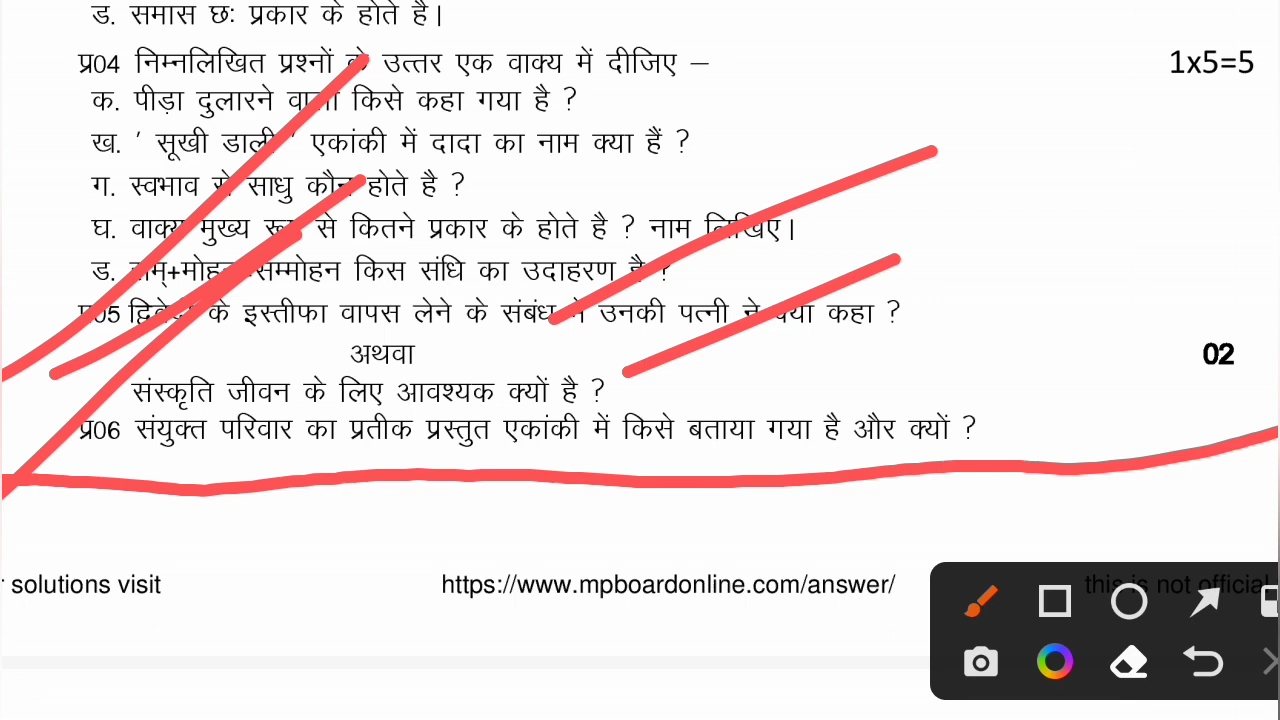 ड. समास छः प्रकार के होते है।
प्र04 निम्नलिखित प्रश्नों के उत्तर एक वाक्य में दीजिए – 1x5=5
क. पीड़ा दुलारने वाला किसे कहा गया है ?
ख. ' सूखी डाली ' एकांकी में दादा का नाम क्या हैं ?
ग. स्वभाव से साधु कौन होते है ?
घ. वाक्य मुख्य रूप से कितने प्रकार के होते है ? नाम लिखिए।
ड. सम्+मोहन=सम्मोहन किस संधि का उदाहरण है ?
प्र05 द्विवेदी के इस्तीफा वापस लेने के संबंध में उनकी पत्नी ने क्या कहा ?
अथवा 02
संस्कृति जीवन के लिए आवश्यक क्यों है ?
प्र06 संयुक्त परिवार का प्रतीक प्रस्तुत एकांकी में किसे बताया गया है और क्यों ?
solutions visit https://www.mpboardonline.com/answer/ this is not official